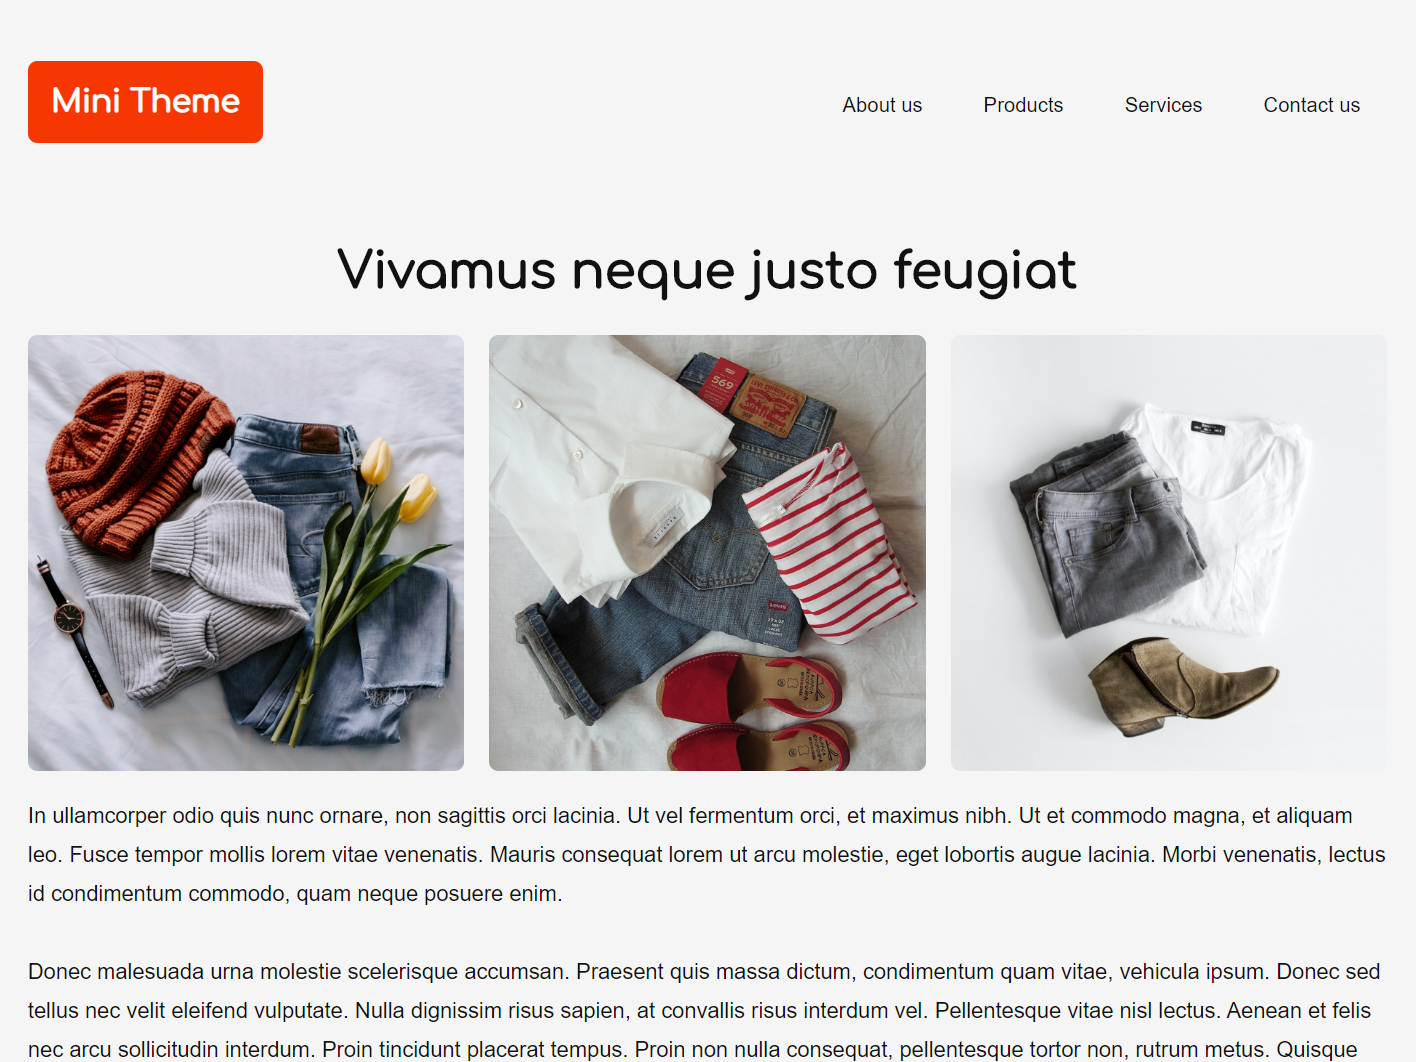 Mini Theme
About us
Products
Services
Contact us
Vivamus neque justo feugiat
569
In ullamcorper odio quis nunc ornare, non sagittis orci lacinia. Ut vel fermentum orci, et maximus nibh. Ut et commodo magna, et aliquam
leo. Fusce tempor mollis lorem vitae venenatis. Mauris consequat lorem ut arcu molestie, eget lobortis augue lacinia. Morbi venenatis, lectus
id condimentum commodo, quam neque posuere enim.
Donec malesuada urna molestie scelerisque accumsan. Praesent quis massa dictum, condimentum quam vitae, vehicula ipsum. Donec sed
tellus nec velit eleifend vulputate. Nulla dignissim risus sapien, at convallis risus interdum vel. Pellentesque vitae nisl lectus. Aenean et felis
nec arcu sollicitudin interdum. Proin tincidunt placerat tempus. Proin non nulla consequat, pellentesque tortor non, rutrum metus. Quisque